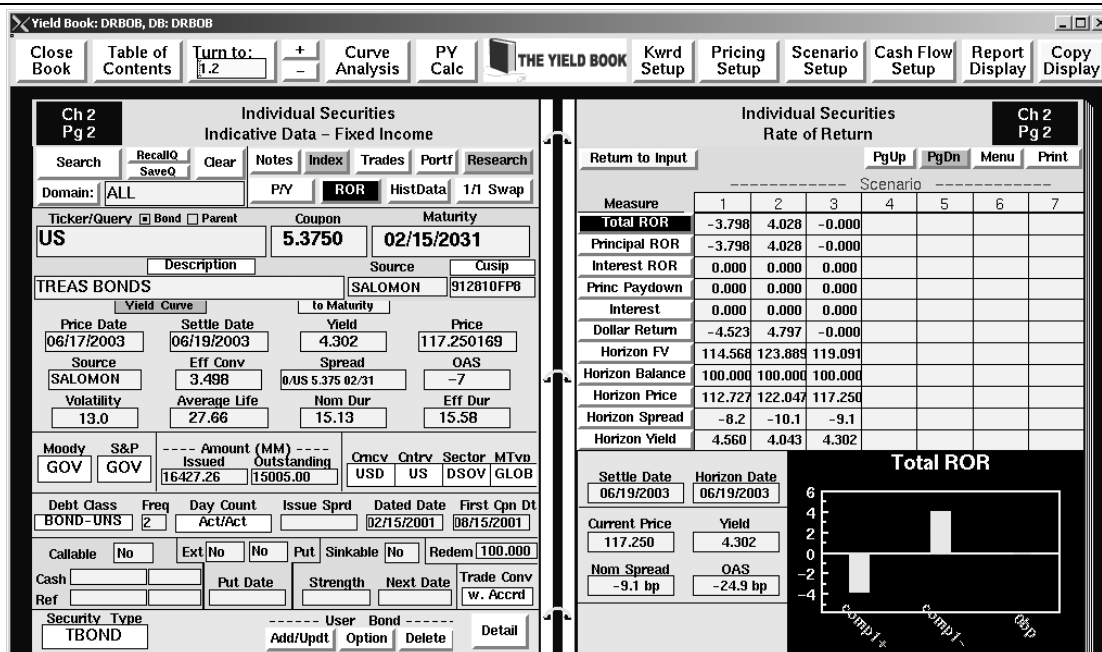 Yield Book: DRBOB, DB: DRBOB
Close Book
Table of Contents
Turn to: 1.2
+
−
Curve Analysis
PY Calc
THE YIELD BOOK
Kwrd Setup
Pricing Setup
Scenario Setup
Cash Flow Setup
Report Display
Copy Display
Ch 2
Pg 2
Individual Securities
Indicative Data – Fixed Income
Search RecallQ SaveQ Clear Notes Index Trades Portf Research
Domain: ALL P/Y ROR HistData 1/1 Swap
Ticker/Query Bond Parent Coupon Maturity
US 5.3750 02/15/2031
Description Source Cusip
TREAS BONDS SALOMON 912810FP8
Yield Curve to Maturity
Price Date Settle Date Yield Price
06/17/2003 06/19/2003 4.302 117.250169
Source Eff Conv Spread OAS
SALOMON 3.498 0/US 5.375 02/31 −7
Volatility Average Life Nom Dur Eff Dur
13.0 27.66 15.13 15.58
Moody S&P ---- Amount (MM) ----
Issued Outstanding Crncy Cntry Sector MTyp
GOV GOV 16427.26 15005.00 USD US DSOV GLOB
Debt Class Freq Day Count Issue Sprd Dated Date First Cpn Dt
BOND-UNS 2 Act/Act 02/15/2001 08/15/2001
Callable No Ext No No Put Sinkable No Redem 100.000
Cash Put Date Strength Next Date Trade Conv
Ref w. Accrd
Security Type ------ User Bond ------
TBOND Add/Updt Option Delete Detail
Individual Securities
Rate of Return
Ch 2
Pg 2
Return to Input PgUp PgDn Menu Print
------------ Scenario ------------
Measure 1 2 3 4 5 6 7
Total ROR −3.798 4.028 −0.000
Principal ROR −3.798 4.028 −0.000
Interest ROR 0.000 0.000 0.000
Princ Paydown 0.000 0.000 0.000
Interest 0.000 0.000 0.000
Dollar Return −4.523 4.797 −0.000
Horizon FV 114.568 123.889 119.091
Horizon Balance 100.000 100.000 100.000
Horizon Price 112.727 122.047 117.250
Horizon Spread −8.2 −10.1 −9.1
Horizon Yield 4.560 4.043 4.302
Settle Date Horizon Date
06/19/2003 06/19/2003
Current Price Yield
117.250 4.302
Nom Spread OAS
−9.1 bp −24.9 bp
Total ROR
6
4
2
0
−2
−4
comp1+ comp1- 0bp